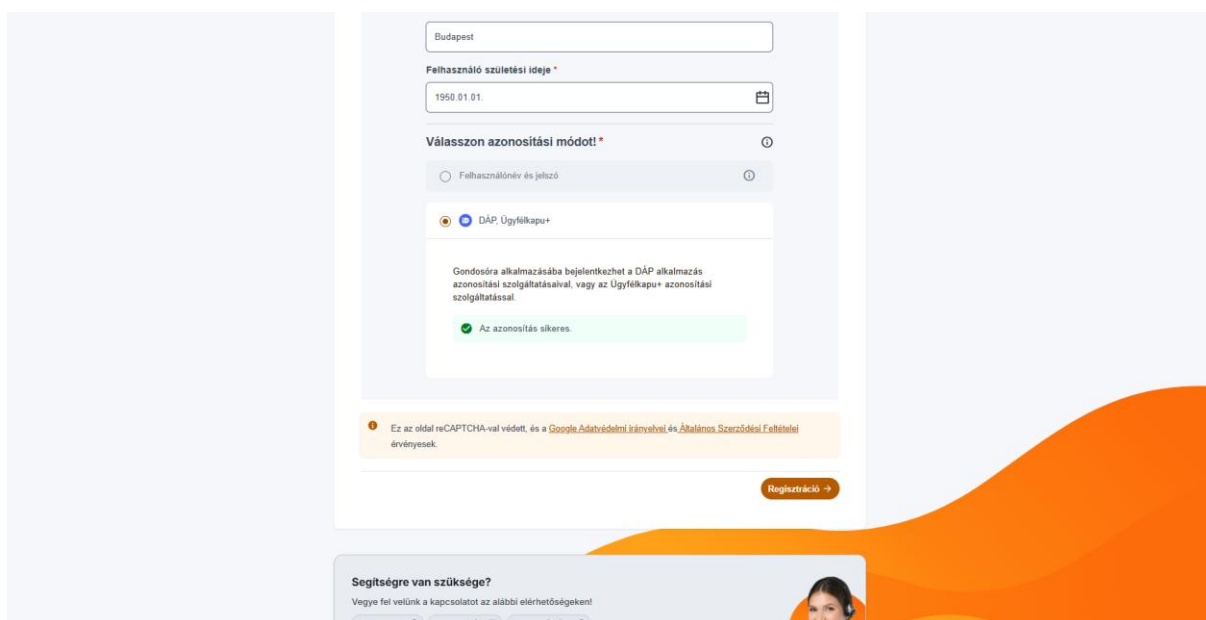 Budapest
Felhasználó születési ideje *
1950.01.01.
Válasszon azonosítási módot! *
Felhasználónév és jelszó
DÁP, Ügyfélkapu+
Gondosóra alkalmazásába bejelentkezhet a DÁP alkalmazás
azonosítási szolgáltatásaival, vagy az Ügyfélkapu+ azonosítási
szolgáltatással.
Az azonosítás sikeres.
Ez az oldal reCAPTCHA-val védett, és a Google Adatvédelmi irányelvei és Általános Szerződési Feltételei
érvényesek.
Regisztráció →
Segítségre van szüksége?
Vegye fel velünk a kapcsolatot az alábbi elérhetőségeken!